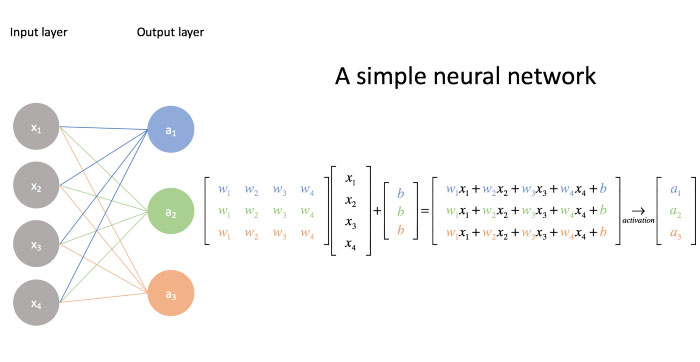 Input layer
Output layer
A simple neural network
x1
x2
x3
x4
a1
a2
a3
w1 w2 w3 w4
w1 w2 w3 w4
w1 w2 w3 w4
x1
x2
x3
x4
+
b
b
b
=
w1x1+w2x2+w3x3+w4x4+b
w1x1+w2x2+w3x3+w4x4+b
w1x1+w2x2+w3x3+w4x4+b
→
activation
a1
a2
a3